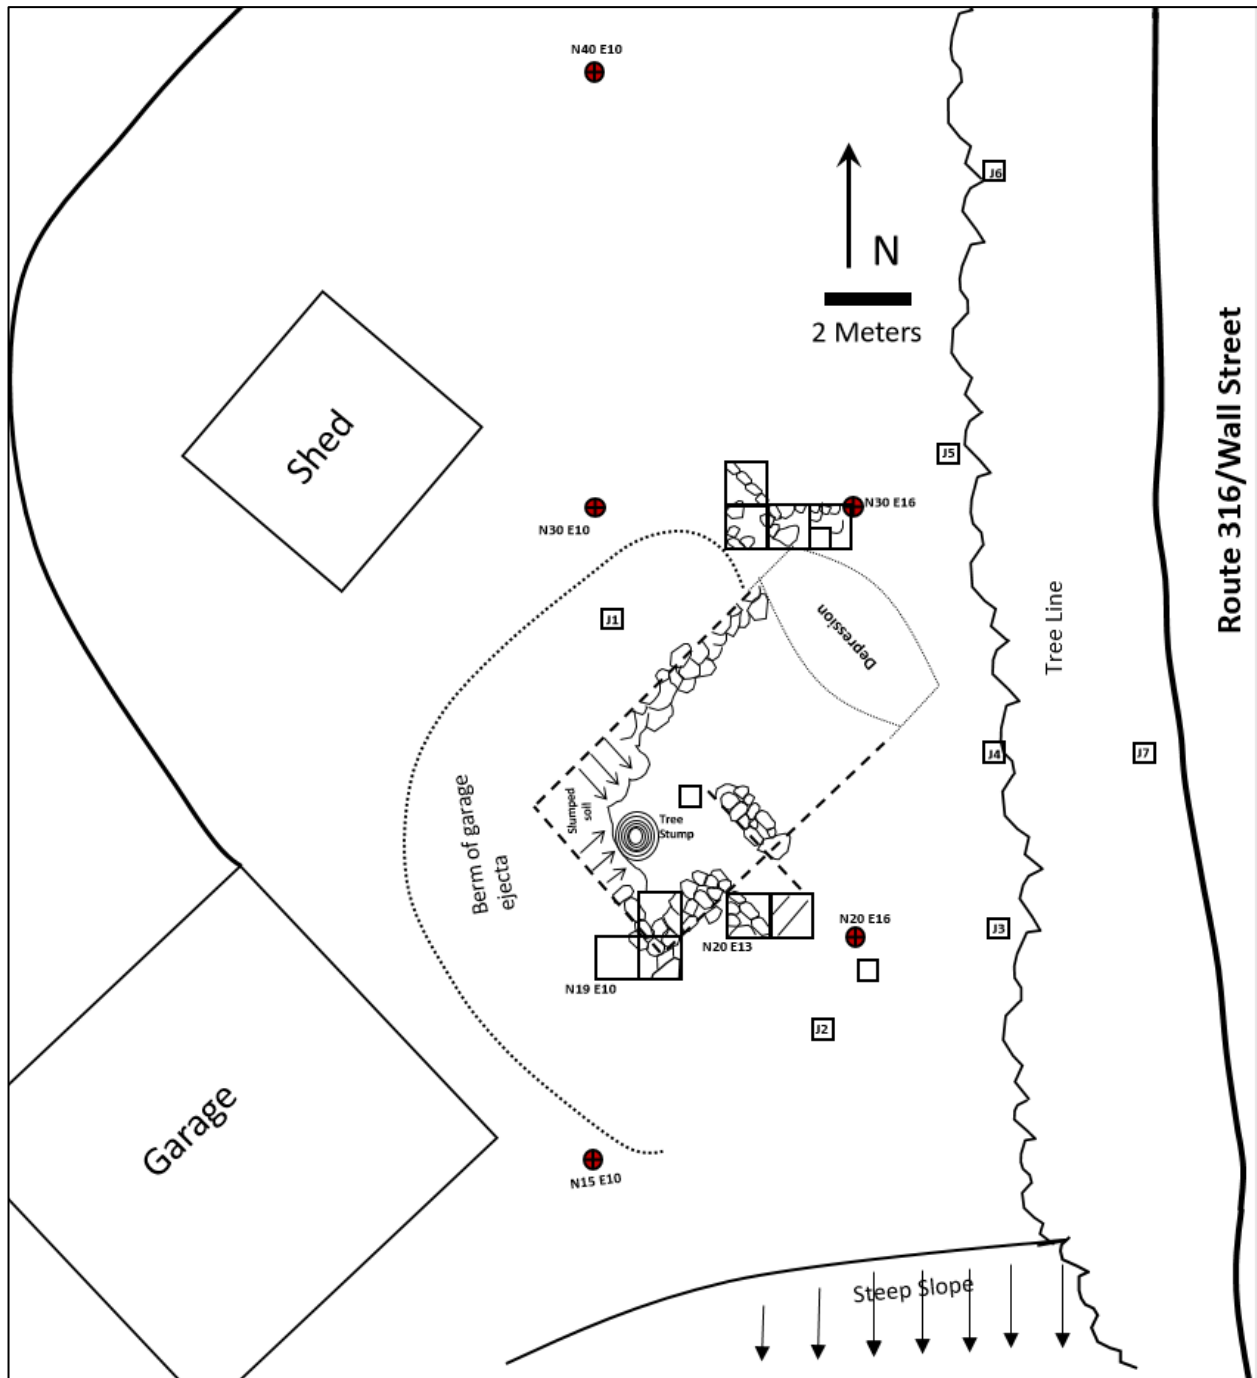 N40 E10
J6
N
2 Meters
Route 316/Wall Street
Shed
J5
N30 E16
N30 E10
Tree Line
J1
Depression
J4
J7
Slumped
soil
Tree
Stump
Berm of garage
ejecta
N20 E16
J3
N20 E13
N19 E10
J2
Garage
N15 E10
Steep Slope